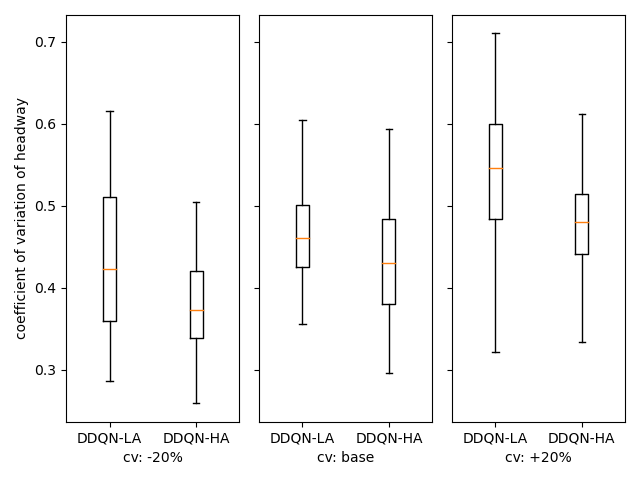 coefficient of variation of headway
0.7
0.6
0.5
0.4
0.3
DDQN-LA DDQN-HA
cv: -20%
DDQN-LA DDQN-HA
cv: base
DDQN-LA DDQN-HA
cv: +20%